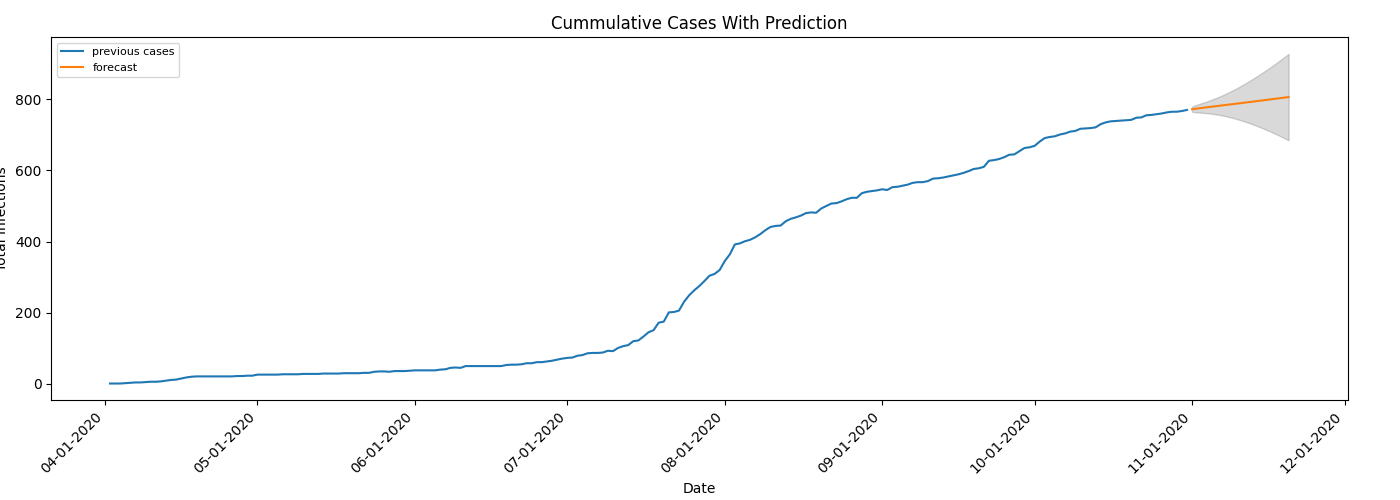 Cummulative Cases With Prediction
previous cases
forecast
800
600
400
200
0
Total Infections
04-01-2020
05-01-2020
06-01-2020
07-01-2020
08-01-2020
09-01-2020
10-01-2020
11-01-2020
12-01-2020
Date